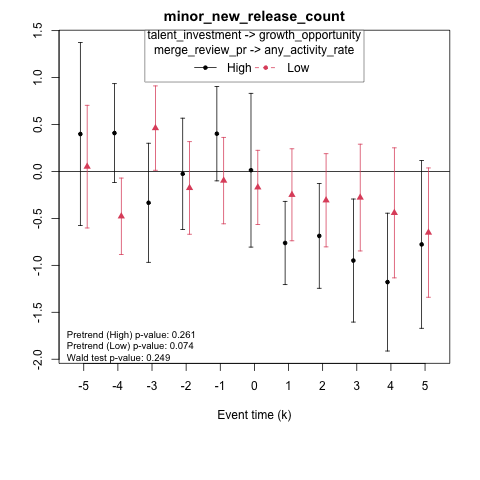 minor_new_release_count
talent_investment -> growth_opportunity
merge_review_pr -> any_activity_rate
High Low
1.5
1.0
0.5
0.0
-0.5
-1.0
-1.5
-2.0
Pretrend (High) p-value: 0.261
Pretrend (Low) p-value: 0.074
Wald test p-value: 0.249
-5 -4 -3 -2 -1 0 1 2 3 4 5
Event time (k)